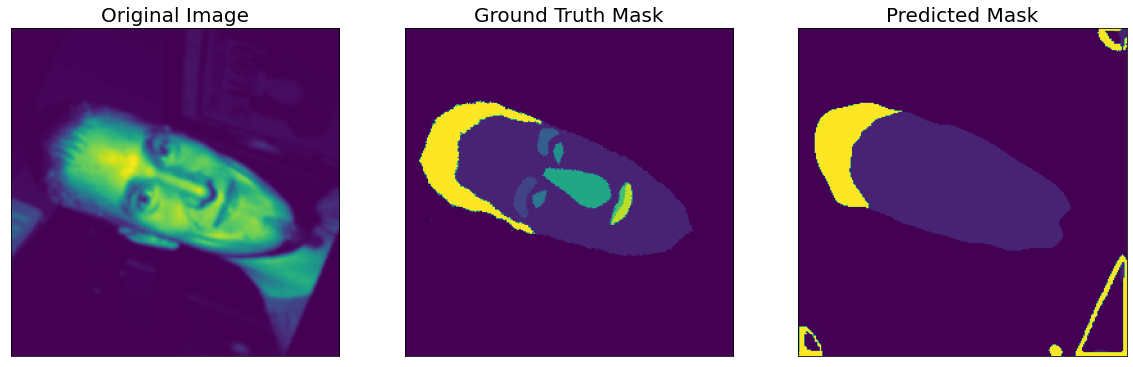 Original Image
Ground Truth Mask
Predicted Mask